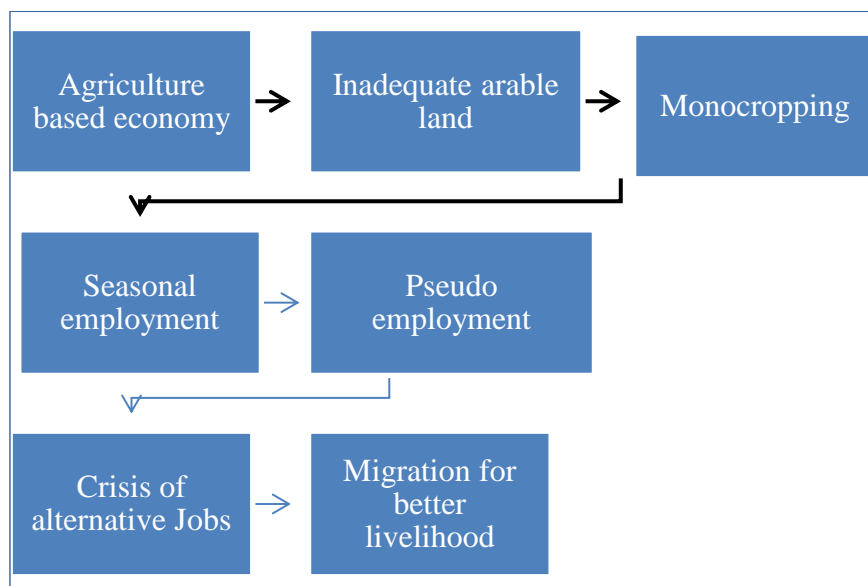 Agriculture
based economy
Inadequate arable
land
Monocropping
Seasonal
employment
Pseudo
employment
Crisis of
alternative Jobs
Migration for
better
livelihood